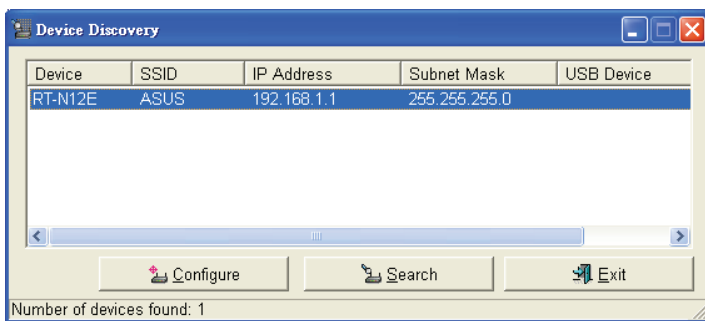 Device Discovery
Device SSID IP Address Subnet Mask USB Device
RT-N12E ASUS 192.168.1.1 255.255.255.0
Configure Search Exit
Number of devices found: 1